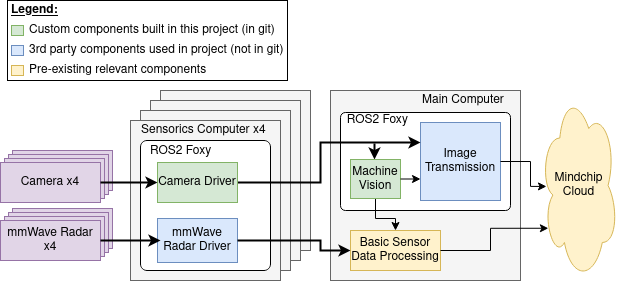 Legend:
Custom components built in this project (in git)
3rd party components used in project (not in git)
Pre-existing relevant components
Sensorics Computer x4
ROS2 Foxy
Camera x4
Camera Driver
mmWave Radar
x4
mmWave
Radar Driver
Main Computer
ROS2 Foxy
Image
Transmission
Machine
Vision
Basic Sensor
Data Processing
Mindchip
Cloud